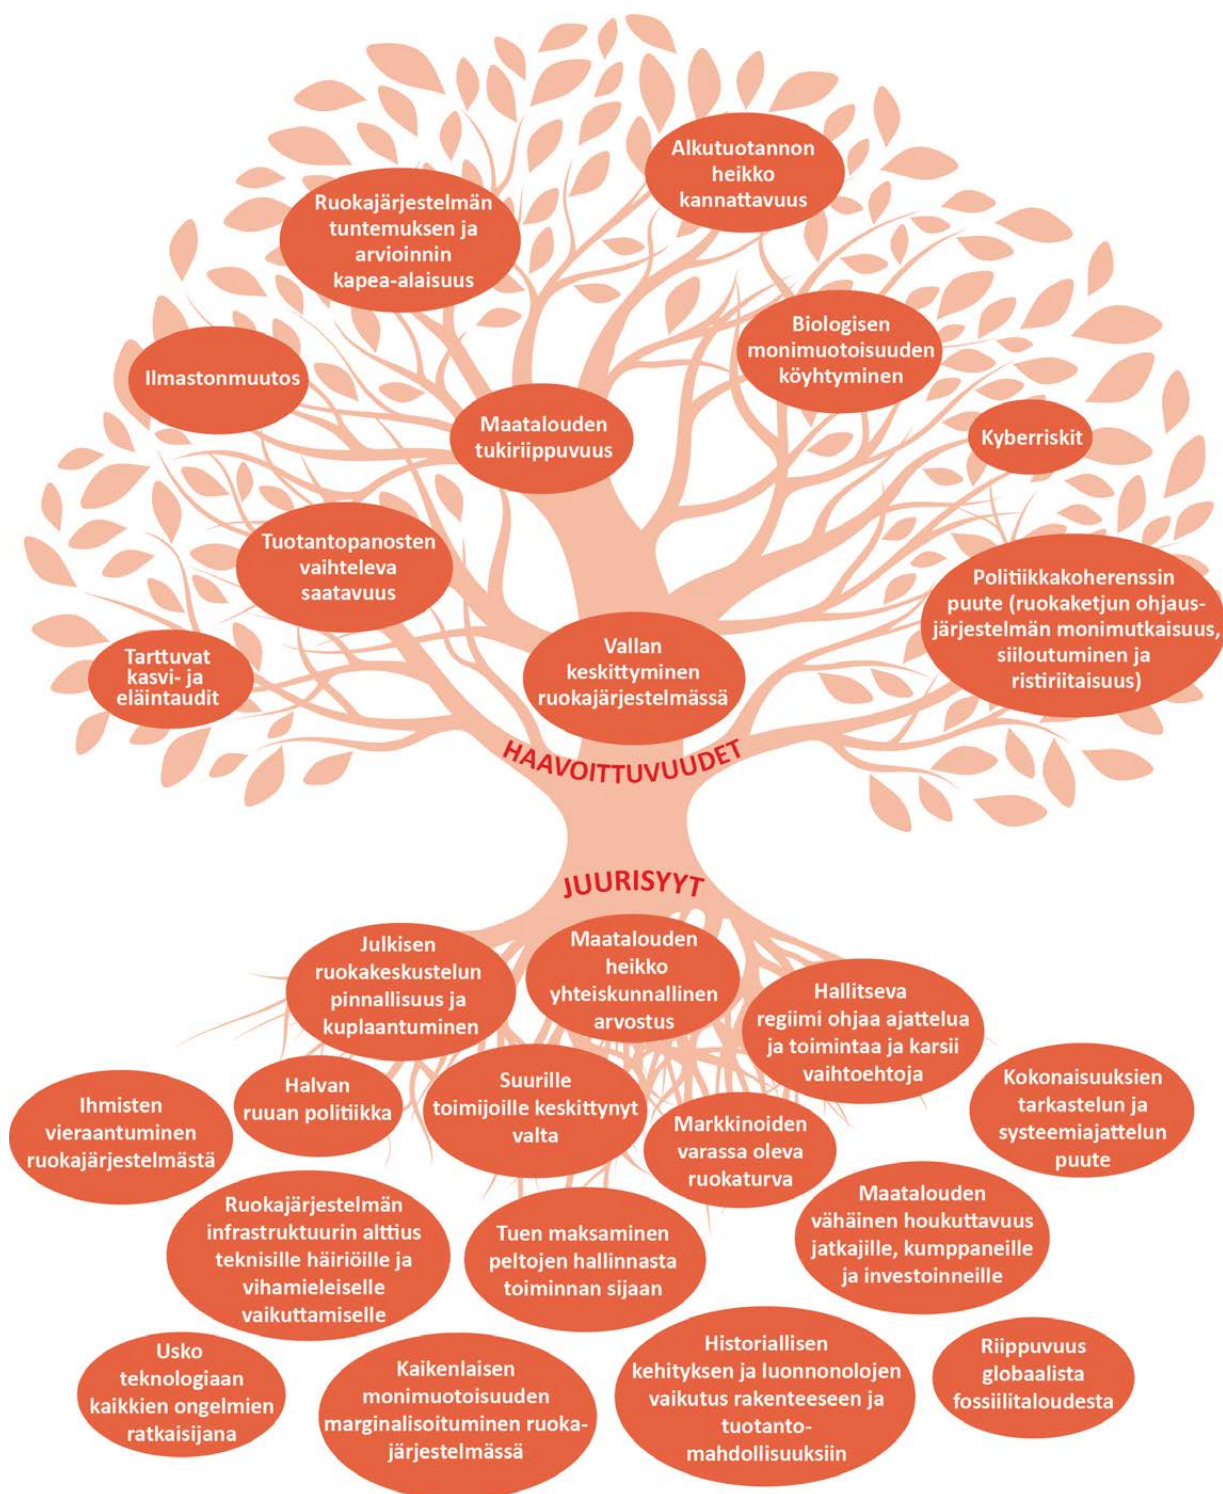 Alkutuotannon
heikko
kannattavuus
Ruokajärjestelmän
tuntemuksen ja
arvioinnin
kapea-alaisuus
Biologisen
monimuotoisuuden
köyhtyminen
Ilmastonmuutos
Maatalouden
tukiriippuvuus
Kyberriskit
Tuotantopanosten
vaihteleva
saatavuus
Politiikkakoherenssin
puute (ruokaketjun ohjaus-
järjestelmän monimutkaisuus,
siiloutuminen ja
ristiriitaisuus)
Tarttuvat
kasvi- ja
eläintaudit
Vallan
keskittyminen
ruokajärjestelmässä
HAAVOITTUVUUDET
JUURISYYT
Julkisen
ruokakeskustelun
pinnallisuus ja
kuplaantuminen
Maatalouden
heikko
yhteiskunnallinen
arvostus
Hallitseva
regiimi ohjaa ajattelua
ja toimintaa ja karsii
vaihtoehtoja
Ihmisten
vieraantuminen
ruokajärjestelmästä
Halvan
ruuan politiikka
Suurille
toimijoille keskittynyt
valta
Markkinoiden
varassa oleva
ruokaturva
Kokonaisuuksien
tarkastelun ja
systeemiajattelun
puute
Ruokajärjestelmän
infrastruktuurin alttius
teknisille häiriöille ja
vihamieleiselle
vaikuttamiselle
Tuen maksaminen
peltojen hallinnasta
toiminnan sijaan
Maatalouden
vähäinen houkuttavuus
jatkajille, kumppaneille
ja investoinneille
Usko
teknologiaan
kaikkien ongelmien
ratkaisijana
Kaikenlaisen
monimuotoisuuden
marginalisoituminen ruoka-
järjestelmässä
Historiallisen
kehityksen ja luonnonolojen
vaikutus rakenteeseen ja
tuotanto-
mahdollisuuksiin
Riippuvuus
globaalista
fossiilitaloudesta